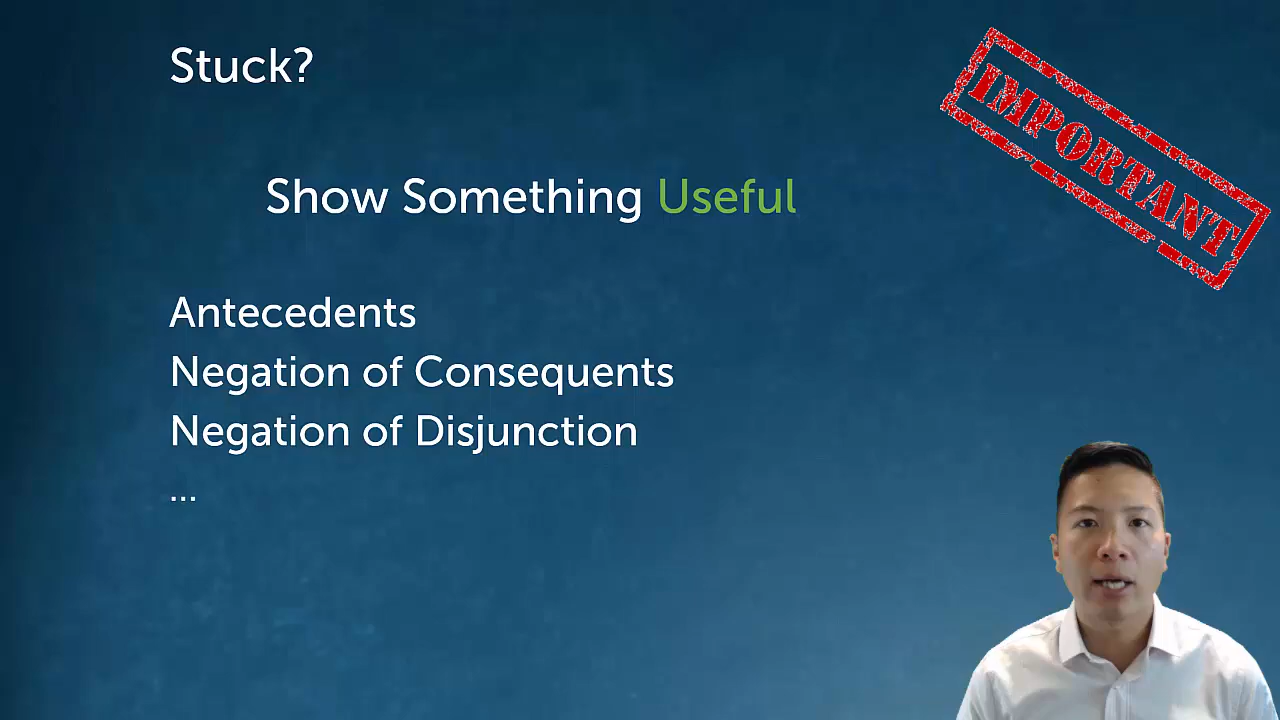 Stuck?
IMPORTANT
Show Something Useful
Antecedents
Negation of Consequents
Negation of Disjunction
...